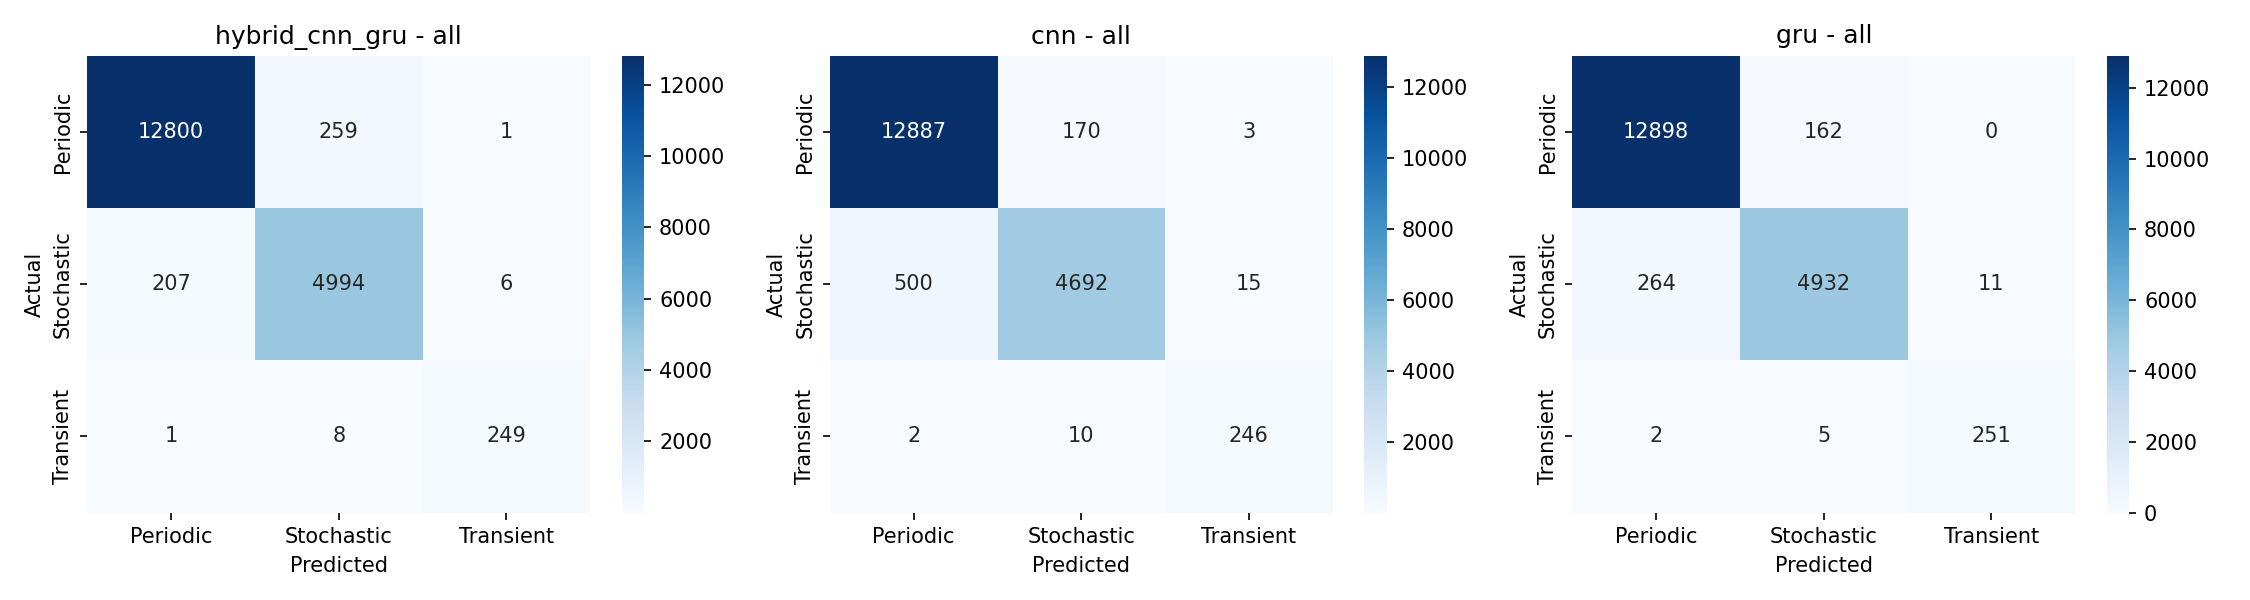 hybrid_cnn_gru - all
Actual
Periodic
Stochastic
Transient
12800 259 1
207 4994 6
1 8 249
Periodic Stochastic Transient
Predicted
12000
10000
8000
6000
4000
2000
cnn - all
Actual
Periodic
Stochastic
Transient
12887 170 3
500 4692 15
2 10 246
Periodic Stochastic Transient
Predicted
12000
10000
8000
6000
4000
2000
gru - all
Actual
Periodic
Stochastic
Transient
12898 162 0
264 4932 11
2 5 251
Periodic Stochastic Transient
Predicted
12000
10000
8000
6000
4000
2000
0